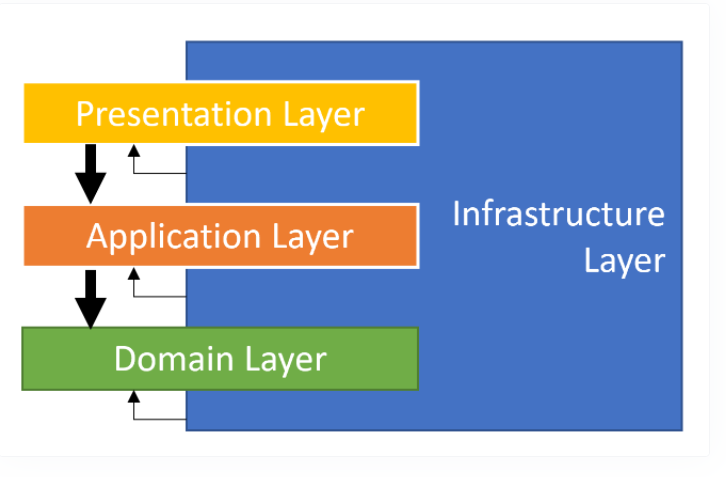 Presentation Layer
Application Layer
Infrastructure
Layer
Domain Layer